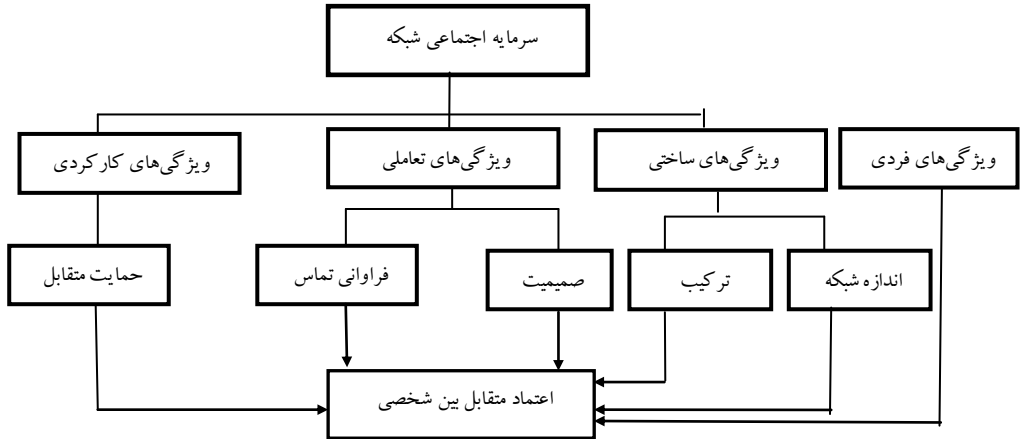 سرمایه اجتماعی شبکه
ویژگی‌های فردی
ویژگی‌های ساختی
ویژگی‌های تعاملی
ویژگی‌های کارکردی
اندازه شبکه
ترکیب
صمیمیت
فراوانی تماس
حمایت متقابل
اعتماد متقابل بین شخصی